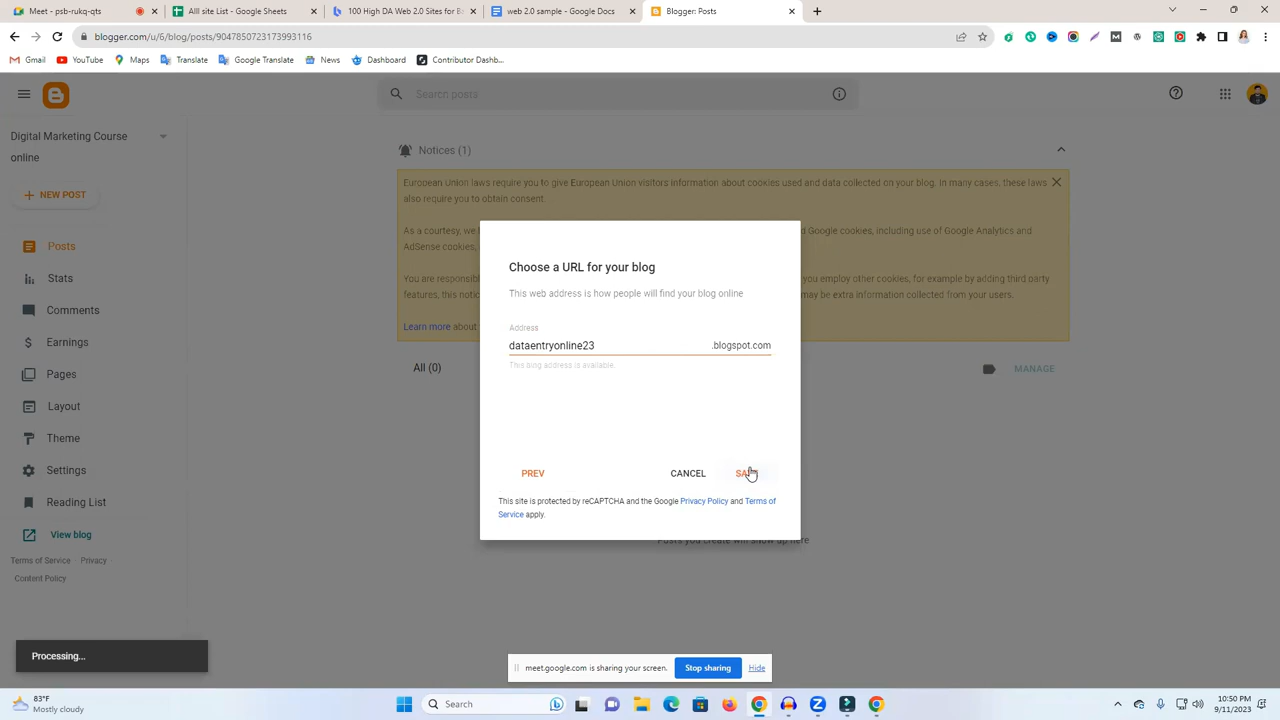 Meet - psb-rukq-qts
All site List - Google Sheets
100 High DA Web 2.0 Sites for B
web 2.0 sample - Google Docs
Blogger: Posts
blogger.com/u/6/blog/posts/9047850223173993116
Gmail
YouTube
Maps
Translate
Google Translate
News
Dashboard
Contador Dashb...
Search posts
Digital Marketing Course
online
NEW POST
Posts
Stats
Comments
Earnings
Pages
Layout
Theme
Settings
Reading List
View blog
Terms of Service · Privacy ·
Content Policy
Notices (1)
European Union laws require you to give European Union visitors information about cookies used and data collected on your blog. In many cases, these laws
also require you to obtain consent.
As a courtesy, we h
d Google cookies, including use of Google Analytics and
AdSense cookies,
You are responsib
you employ other cookies, for example by adding third party
features, this notic
may be extra information collected from your users.
Learn more about
All (0)
MANAGE
Choose a URL for your blog
This web address is how people will find your blog online
Address
dataentryonline23
.blogspot.com
This blog address is available.
PREV
CANCEL
This site is protected by reCAPTCHA and the Google Privacy Policy and Terms of
Service apply.
Posts you create will show up here
Processing...
meet.google.com is sharing your screen.
Stop sharing
Hide
83°F
Mostly cloudy
Search
10:50 PM
9/11/2023